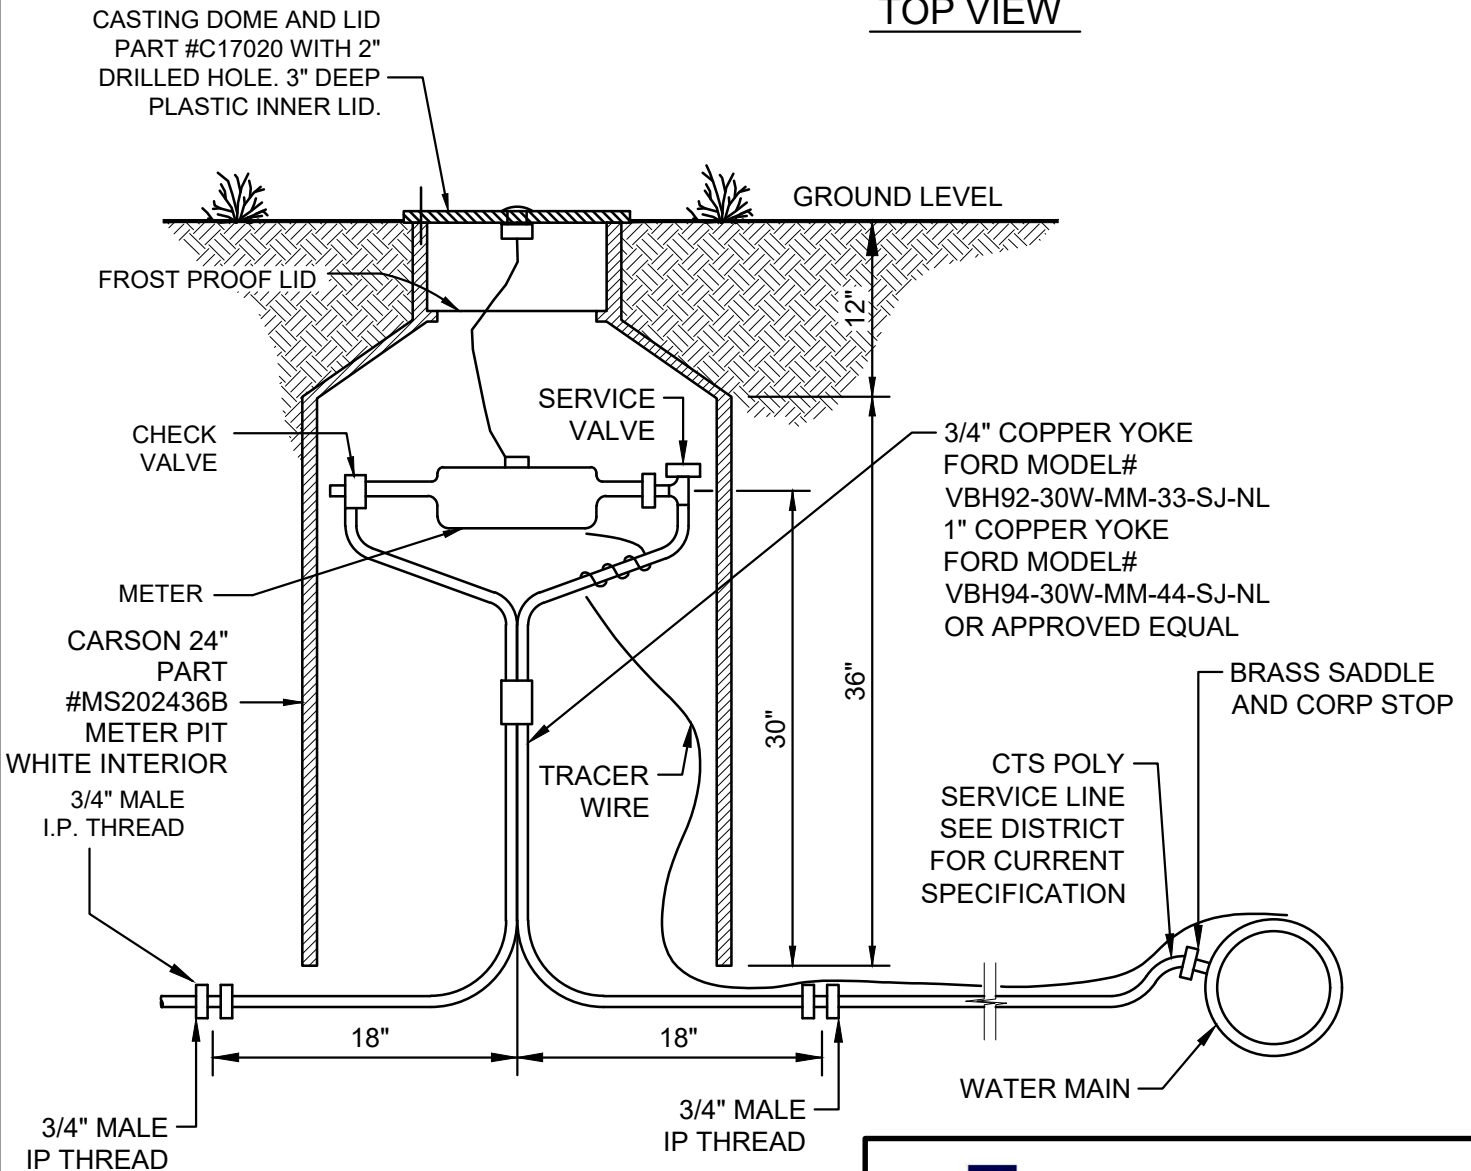 TOP VIEW
CASTING DOME AND LID
PART #C17020 WITH 2"
DRILLED HOLE. 3" DEEP
PLASTIC INNER LID.
GROUND LEVEL
FROST PROOF LID
12"
SERVICE
VALVE
CHECK
VALVE
3/4" COPPER YOKE
FORD MODEL#
VBH92-30W-MM-33-SJ-NL
1" COPPER YOKE
FORD MODEL#
VBH94-30W-MM-44-SJ-NL
OR APPROVED EQUAL
METER
CARSON 24"
PART
#MS202436B
METER PIT
WHITE INTERIOR
36"
30"
BRASS SADDLE
AND CORP STOP
TRACER
WIRE
CTS POLY
SERVICE LINE
SEE DISTRICT
FOR CURRENT
SPECIFICATION
3/4" MALE
I.P. THREAD
18"
18"
WATER MAIN
3/4" MALE
IP THREAD
3/4" MALE
IP THREAD